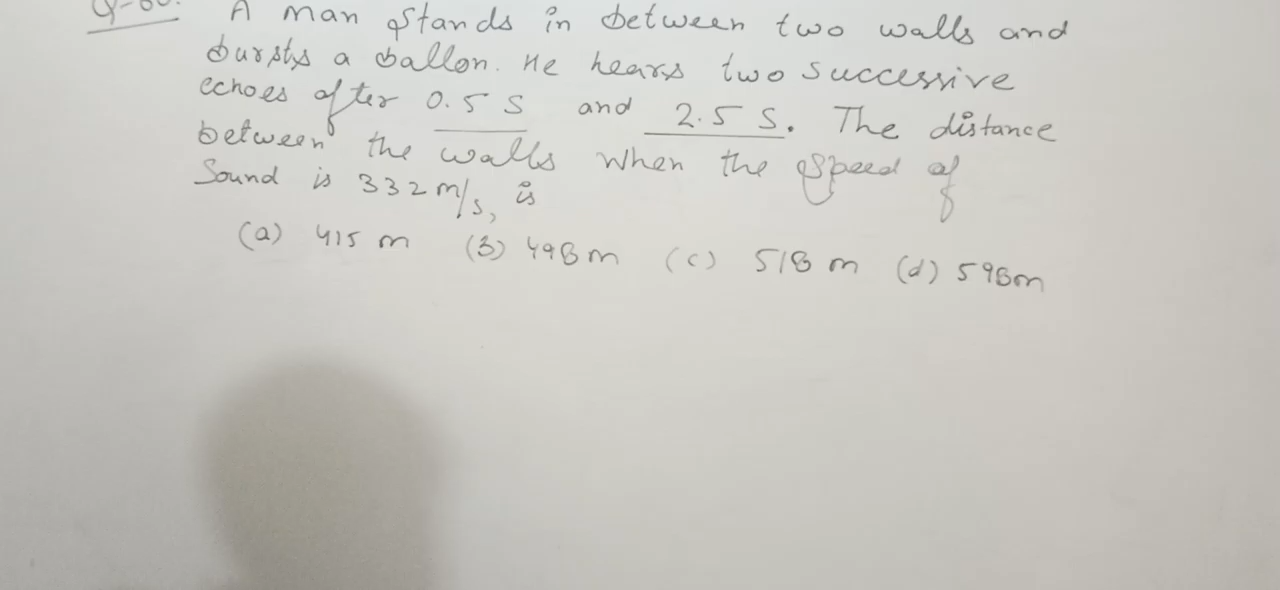 A man stands in between two walls and
bursts a ballon. He hears two successive
echoes after 0.5 s and 2.5 s. The distance
between the walls when the speed of
Sound is 332 m/s, is
(a) 415 m (b) 498 m (c) 518 m (d) 598m